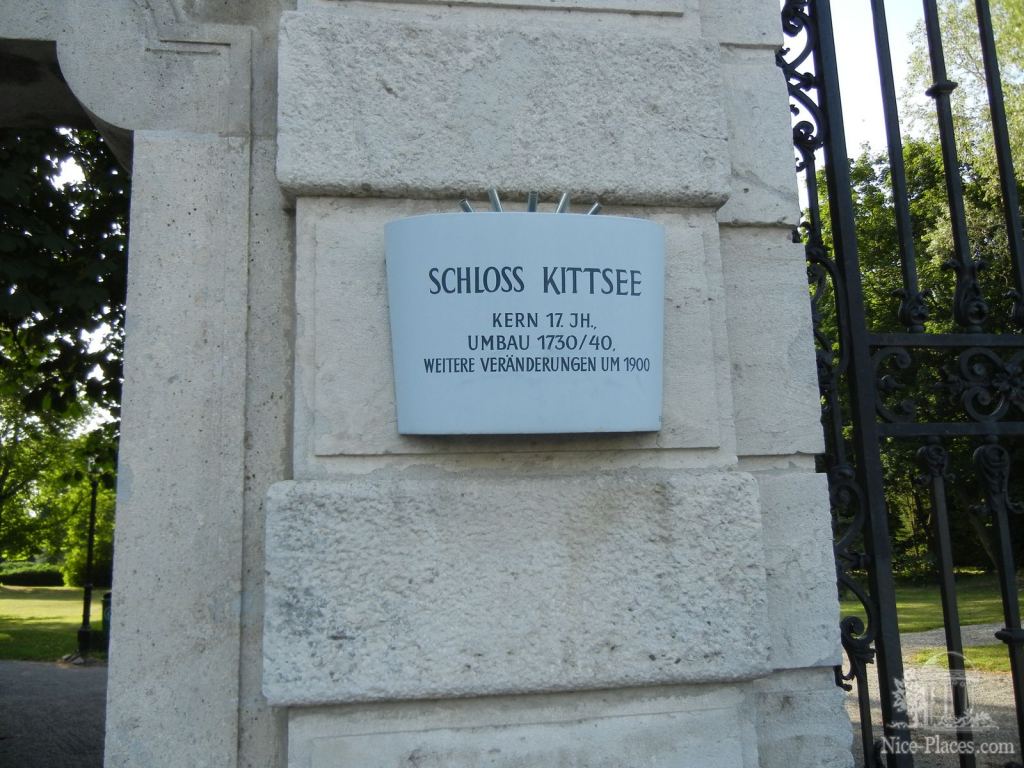 SCHLOSS KITTSEE
KERN 17. JH.,
UMBAU 1730/40,
WEITERE VERÄNDERUNGEN UM 1900
Nice-Places.com